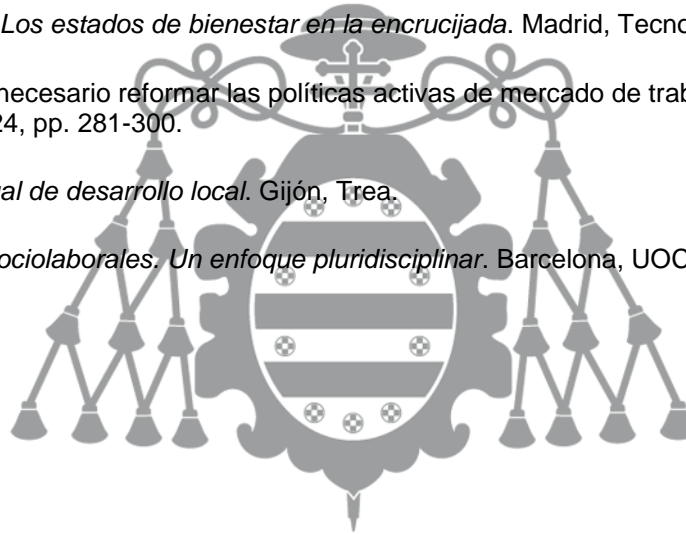 Los estados de bienestar en la encrucijada. Madrid, Tecno
necesario reformar las políticas activas de mercado de tra
24, pp. 281-300.
al de desarrollo local. Gijón, Trea.
ociolaborales. Un enfoque pluridisciplinar. Barcelona, UOC